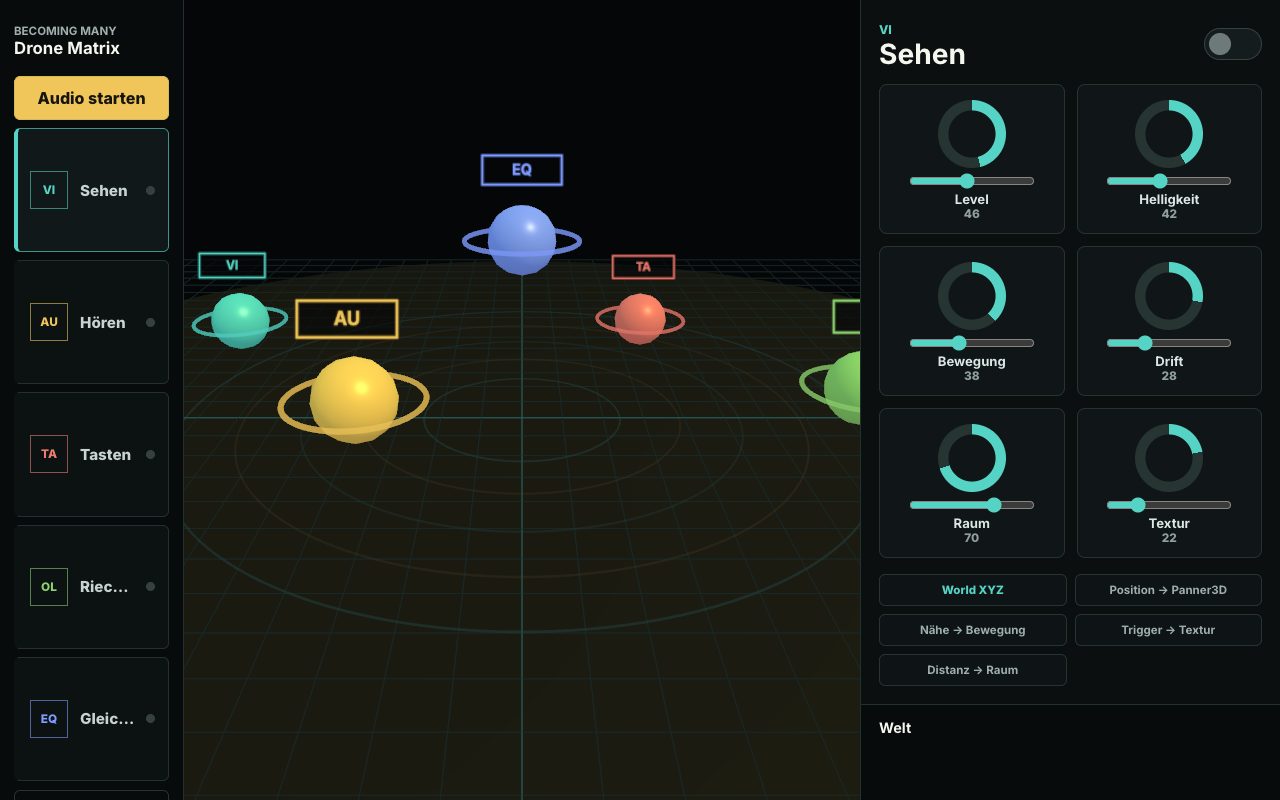 BECOMING MANY
Drone Matrix
Audio starten
VI
Sehen
AU
Hören
TA
Tasten
OL
Riec...
EQ
Gleic...
EQ
VI
TA
AU
VI
Sehen
Level
46
Helligkeit
42
Bewegung
38
Drift
28
Raum
70
Textur
22
World XYZ
Position → Panner3D
Nähe → Bewegung
Trigger → Textur
Distanz → Raum
Welt